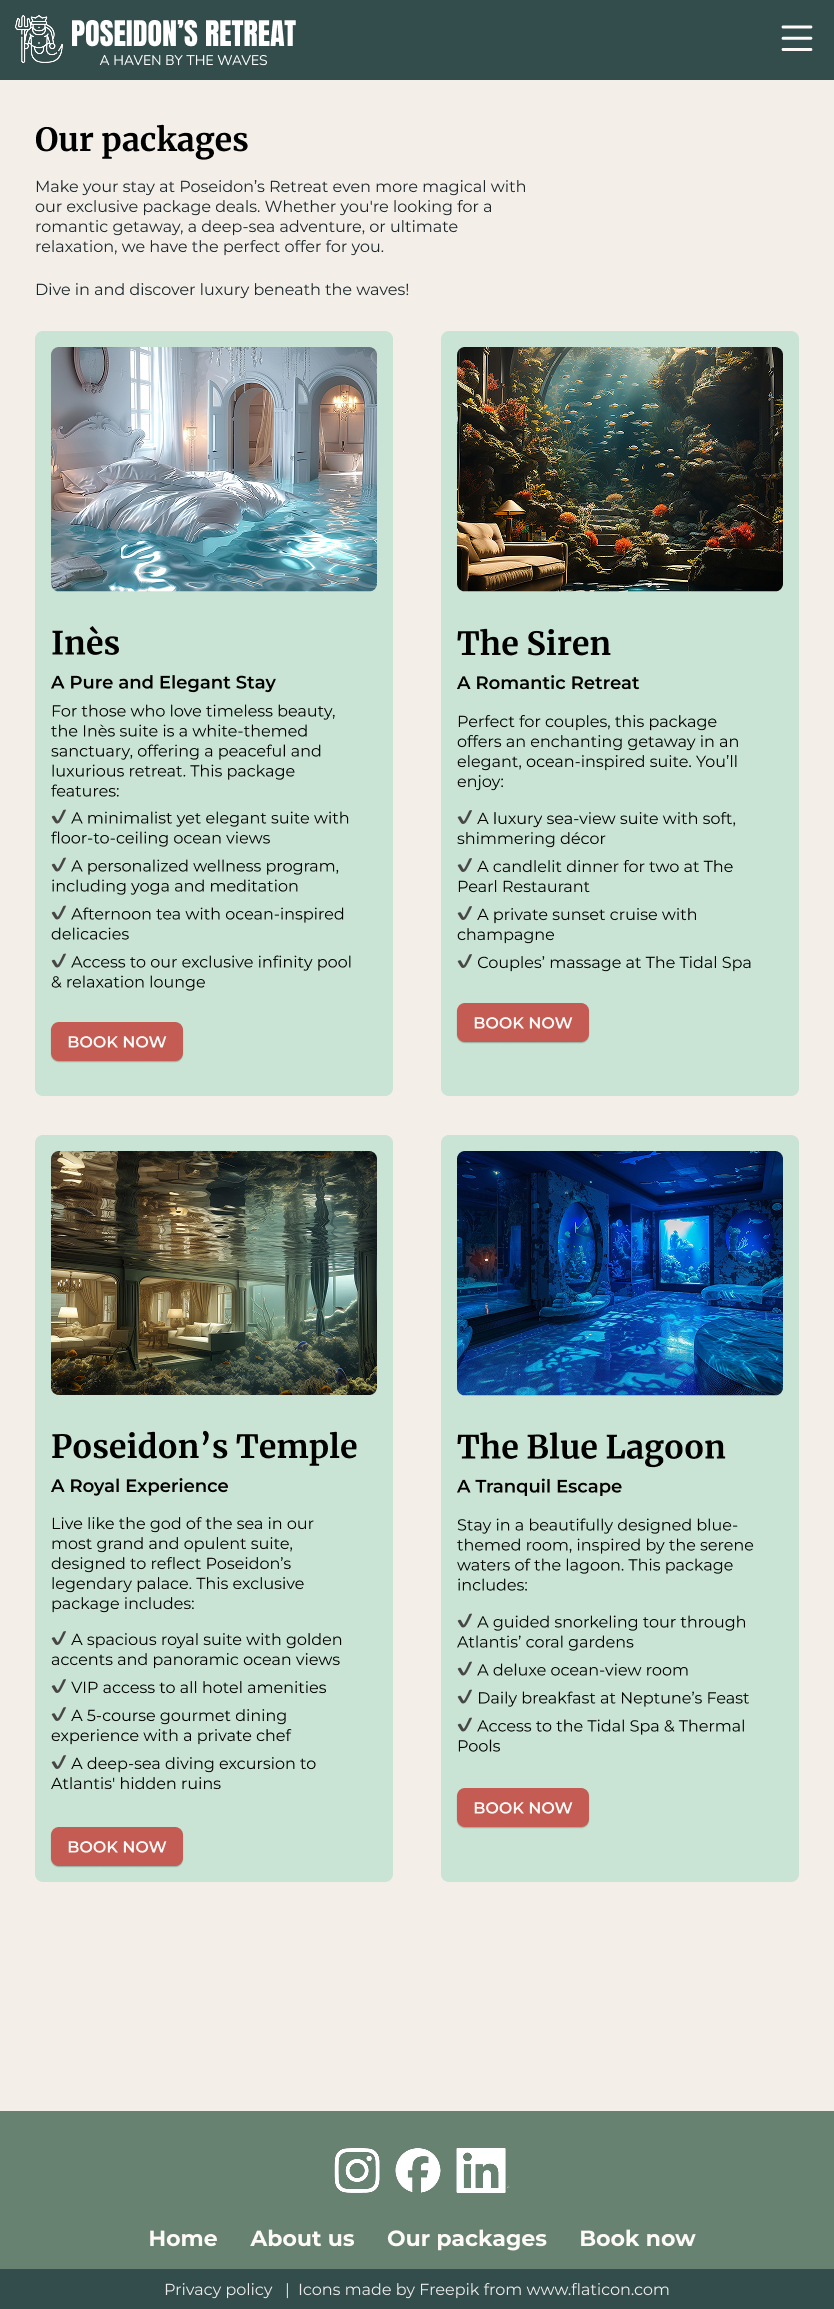 POSEIDON’S RETREAT
A HAVEN BY THE WAVES
Our packages
Make your stay at Poseidon’s Retreat even more magical with
our exclusive package deals. Whether you're looking for a
romantic getaway, a deep-sea adventure, or ultimate
relaxation, we have the perfect offer for you.
Dive in and discover luxury beneath the waves!
Inès
A Pure and Elegant Stay
For those who love timeless beauty,
the Inès suite is a white-themed
sanctuary, offering a peaceful and
luxurious retreat. This package
features:
✔ A minimalist yet elegant suite with
floor-to-ceiling ocean views
✔ A personalized wellness program,
including yoga and meditation
✔ Afternoon tea with ocean-inspired
delicacies
✔ Access to our exclusive infinity pool
& relaxation lounge
BOOK NOW
The Siren
A Romantic Retreat
Perfect for couples, this package
offers an enchanting getaway in an
elegant, ocean-inspired suite. You’ll
enjoy:
✔ A luxury sea-view suite with soft,
shimmering décor
✔ A candlelit dinner for two at The
Pearl Restaurant
✔ A private sunset cruise with
champagne
✔ Couples’ massage at The Tidal Spa
BOOK NOW
Poseidon’s Temple
A Royal Experience
Live like the god of the sea in our
most grand and opulent suite,
designed to reflect Poseidon’s
legendary palace. This exclusive
package includes:
✔ A spacious royal suite with golden
accents and panoramic ocean views
✔ VIP access to all hotel amenities
✔ A 5-course gourmet dining
experience with a private chef
✔ A deep-sea diving excursion to
Atlantis' hidden ruins
BOOK NOW
The Blue Lagoon
A Tranquil Escape
Stay in a beautifully designed blue-
themed room, inspired by the serene
waters of the lagoon. This package
includes:
✔ A guided snorkeling tour through
Atlantis’ coral gardens
✔ A deluxe ocean-view room
✔ Daily breakfast at Neptune’s Feast
✔ Access to the Tidal Spa & Thermal
Pools
BOOK NOW
Home About us Our packages Book now
Privacy policy | Icons made by Freepik from www.flaticon.com